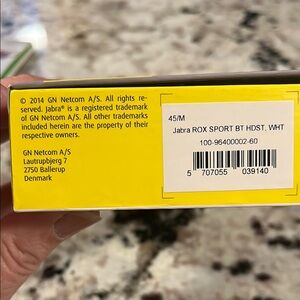 © 2014 GN Netcom A/S. All rights re-
served. Jabra® is a registered trademark
of GN Netcom A/S. All other trademarks
included herein are the property of their
respective owners.
GN Netcom A/S
Lautrupbjerg 7
2750 Ballerup
Denmark
45/M
Jabra ROX SPORT BT HDST, WHT
100-96400002-60
5 707055 039140